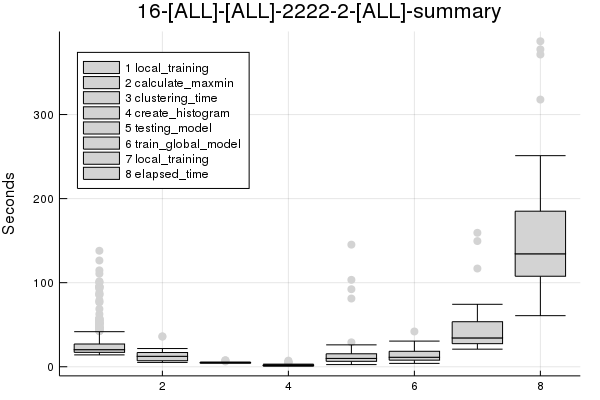 16-[ALL]-[ALL]-2222-2-[ALL]-summary
1 local_training
2 calculate_maxmin
3 clustering_time
4 create_histogram
5 testing_model
6 train_global_model
7 local_training
8 elapsed_time
Seconds
300
200
100
0
2 4 6 8